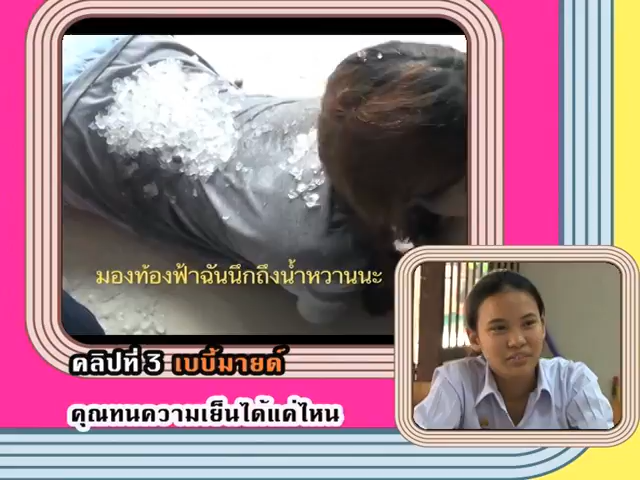 มองท้องฟ้าฉันนึกถึงน้ำหวานนะ
คลิปที่ 3 เบบี้มายด์
คุณทนความเย็นได้แค่ไหน